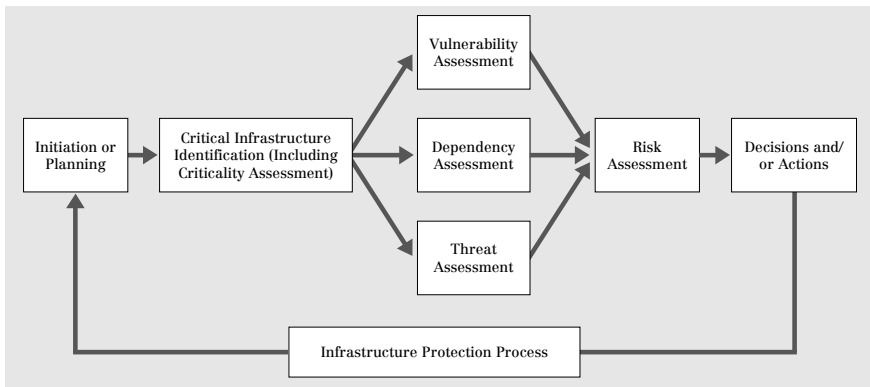 Initiation or
Planning
Critical Infrastructure
Identification (Including
Criticality Assessment)
Vulnerability
Assessment
Dependency
Assessment
Threat
Assessment
Risk
Assessment
Decisions and/
or Actions
Infrastructure Protection Process